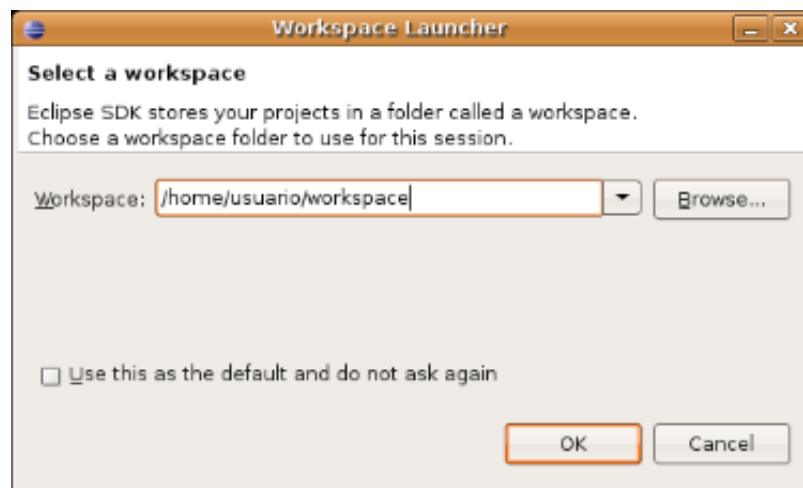 Workspace Launcher
Select a workspace
Eclipse SDK stores your projects in a folder called a workspace.
Choose a workspace folder to use for this session.
Workspace: /home/usuario/workspace Browse...
Use this as the default and do not ask again
OK Cancel